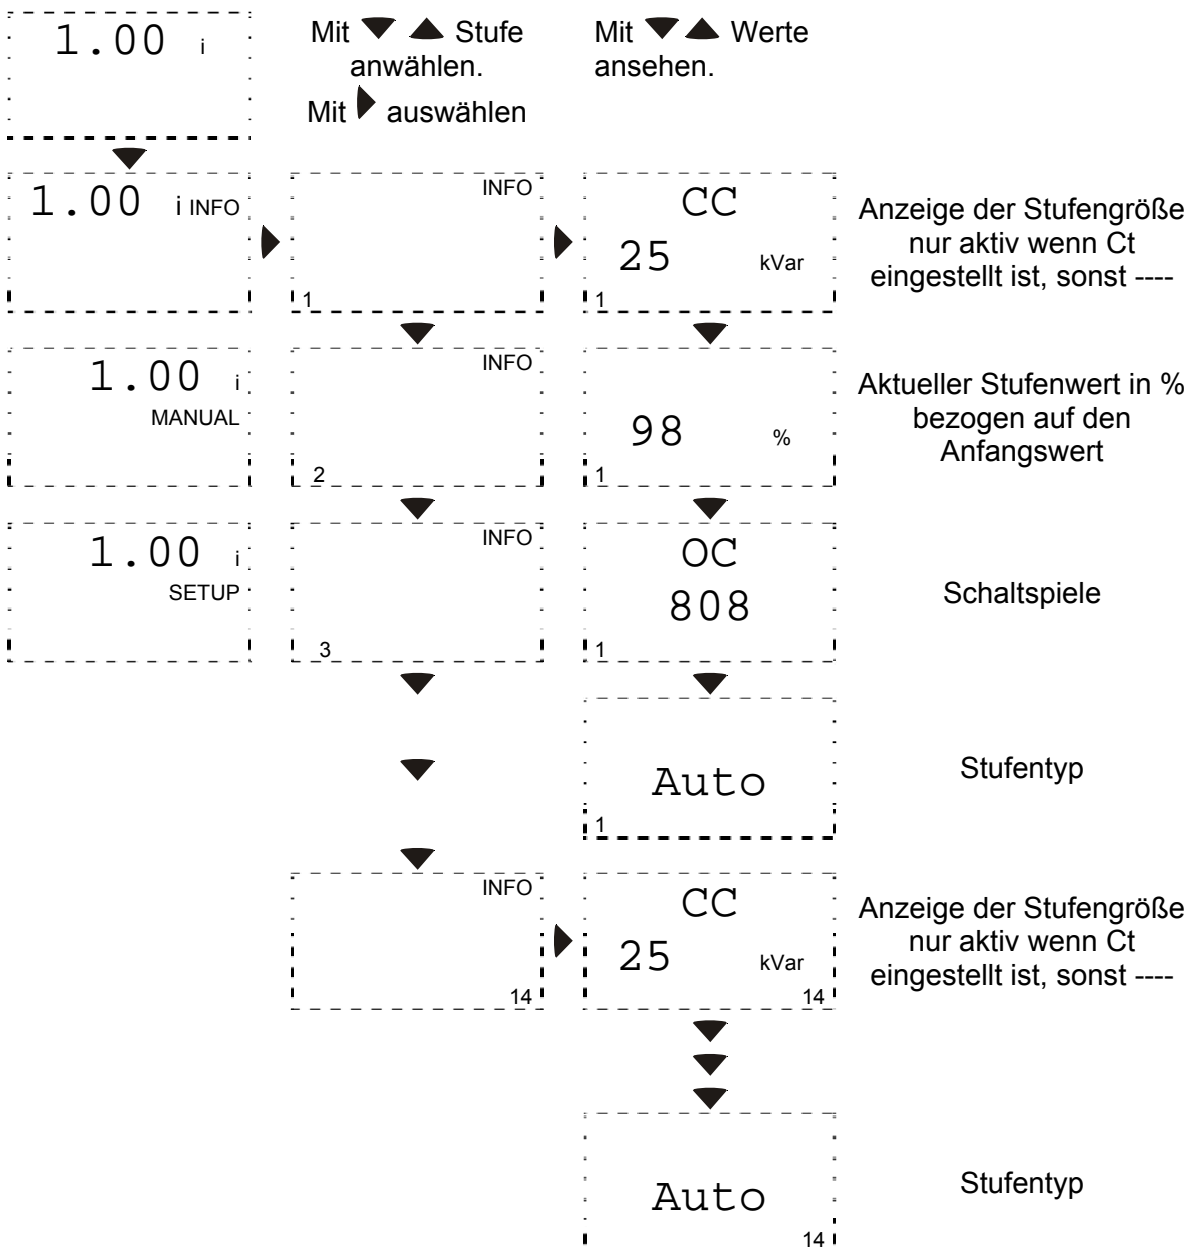 1.00 i
Mit Stufe
anwählen.
Mit auswählen
Mit Werte
ansehen.
1.00 i INFO
INFO
1
CC
25 kVar
1
Anzeige der Stufengröße
nur aktiv wenn Ct
eingestellt ist, sonst ----
1.00 i
MANUAL
INFO
2
98 %
1
Aktueller Stufenwert in %
bezogen auf den
Anfangswert
1.00 i
SETUP
INFO
3
OC
808
1
Schaltspiele
Auto
1
Stufentyp
INFO
14
CC
25 kVar
14
Anzeige der Stufengröße
nur aktiv wenn Ct
eingestellt ist, sonst ----
Auto
14
Stufentyp